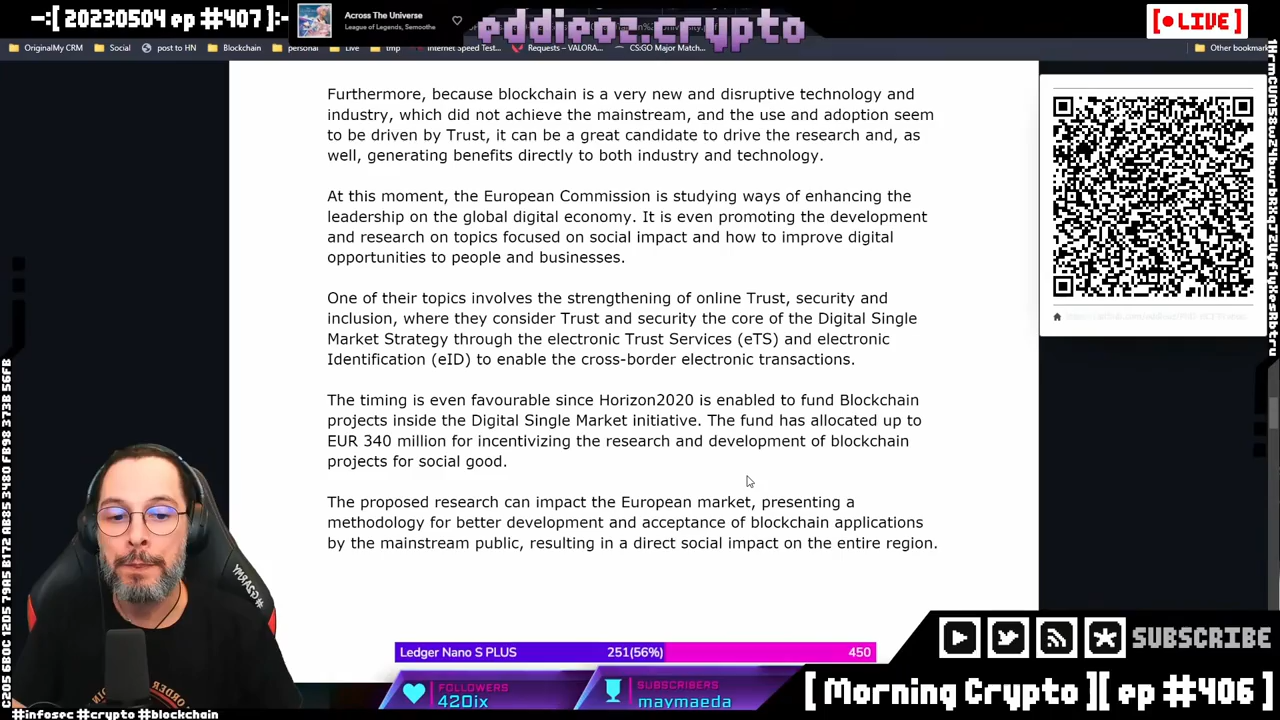 —:[ 20230504 ep #407 ]:-
Across The Universe
League of Legends, Semoothe
eddieoz.crypto
[• LIVE ]
OriginalMy CRM
Social
post to HN
Blockchain
personal
Live
Internet Speed Test...
Requests – VALORA...
CS:GO Major Match...
Other bookmark
Furthermore, because blockchain is a very new and disruptive technology and
industry, which did not achieve the mainstream, and the use and adoption seem
to be driven by Trust, it can be a great candidate to drive the research and, as
well, generating benefits directly to both industry and technology.
At this moment, the European Commission is studying ways of enhancing the
leadership on the global digital economy. It is even promoting the development
and research on topics focused on social impact and how to improve digital
opportunities to people and businesses.
One of their topics involves the strengthening of online Trust, security and
inclusion, where they consider Trust and security the core of the Digital Single
Market Strategy through the electronic Trust Services (eTS) and electronic
Identification (eID) to enable the cross-border electronic transactions.
The timing is even favourable since Horizon2020 is enabled to fund Blockchain
projects inside the Digital Single Market initiative. The fund has allocated up to
EUR 340 million for incentivizing the research and development of blockchain
projects for social good.
The proposed research can impact the European market, presenting a
methodology for better development and acceptance of blockchain applications
by the mainstream public, resulting in a direct social impact on the entire region.
Ledger Nano S PLUS
251(56%)
450
FOLLOWERS
420ix
SUBSCRIBERS
maymaeda
SUBSCRIBE
[ Morning Crypto ][ ep #406 ]
#infosec #crypto #blockchain